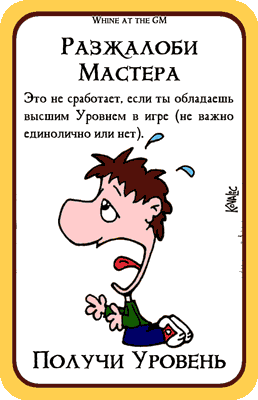 Whine at the GM
Разжалоби
Мастера
Это не сработает, если ты обладаешь
высшим Уровнем в игре (не важно
единолично или нет).
Kovalic
Получи Уровень